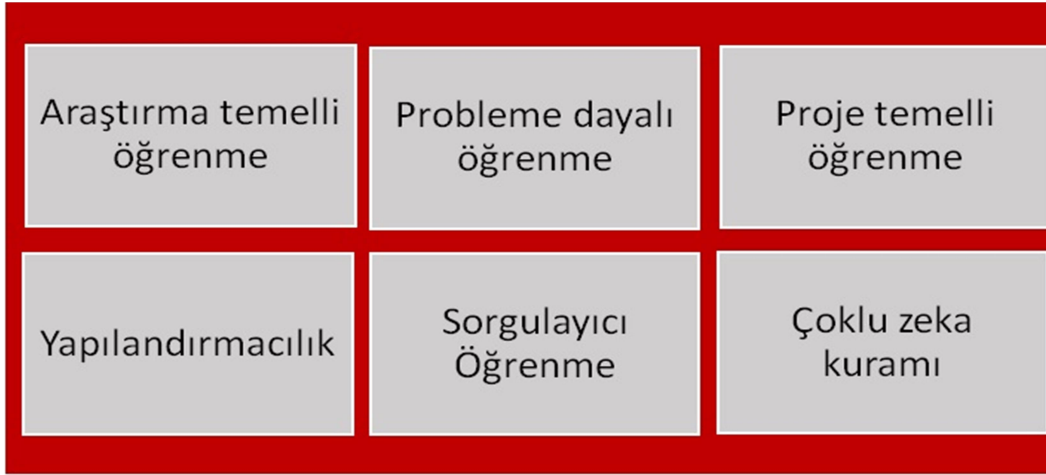 Araştırma temelli
öğrenme
Probleme dayalı
öğrenme
Proje temelli
öğrenme
Yapılandırmacılık
Sorgulayıcı
Öğrenme
Çoklu zeka
kuramı